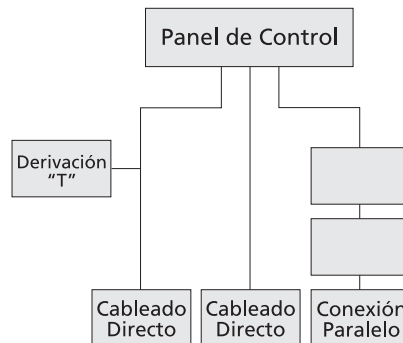 Panel de Control
Derivación
“T”
Cableado
Directo
Cableado
Directo
Conexión
Paralelo